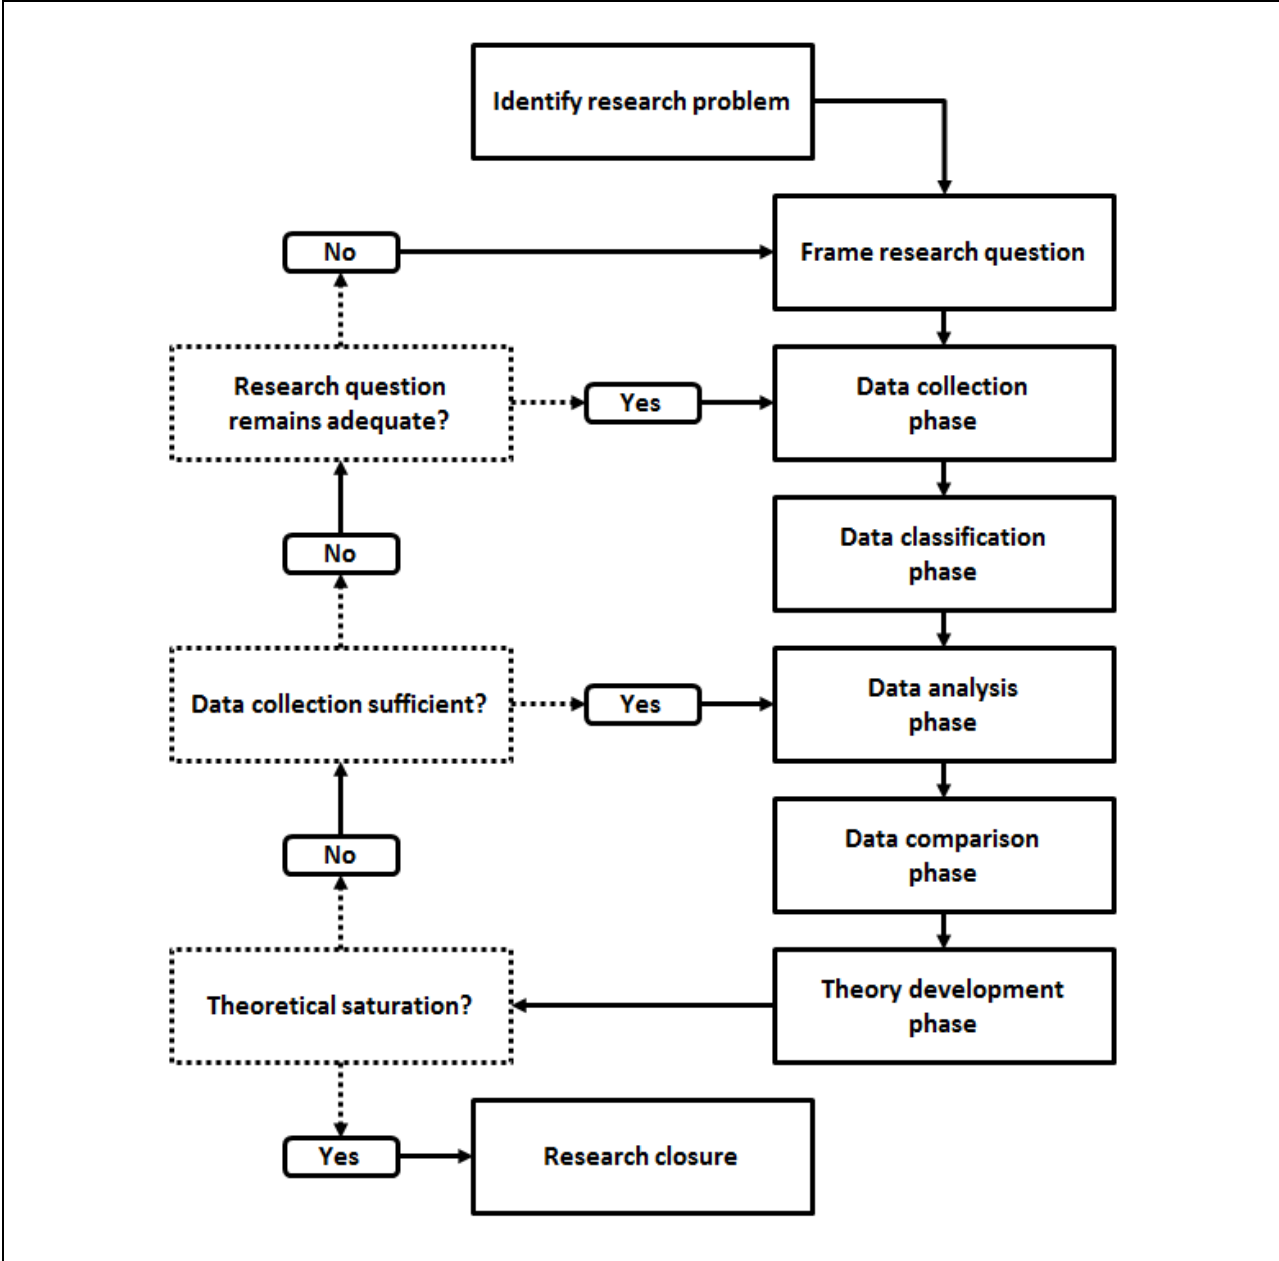 Identify research problem
No
Frame research question
Research question
remains adequate?
Yes
Data collection
phase
No
Data classification
phase
Data collection sufficient?
Yes
Data analysis
phase
No
Data comparison
phase
Theoretical saturation?
Theory development
phase
Yes
Research closure